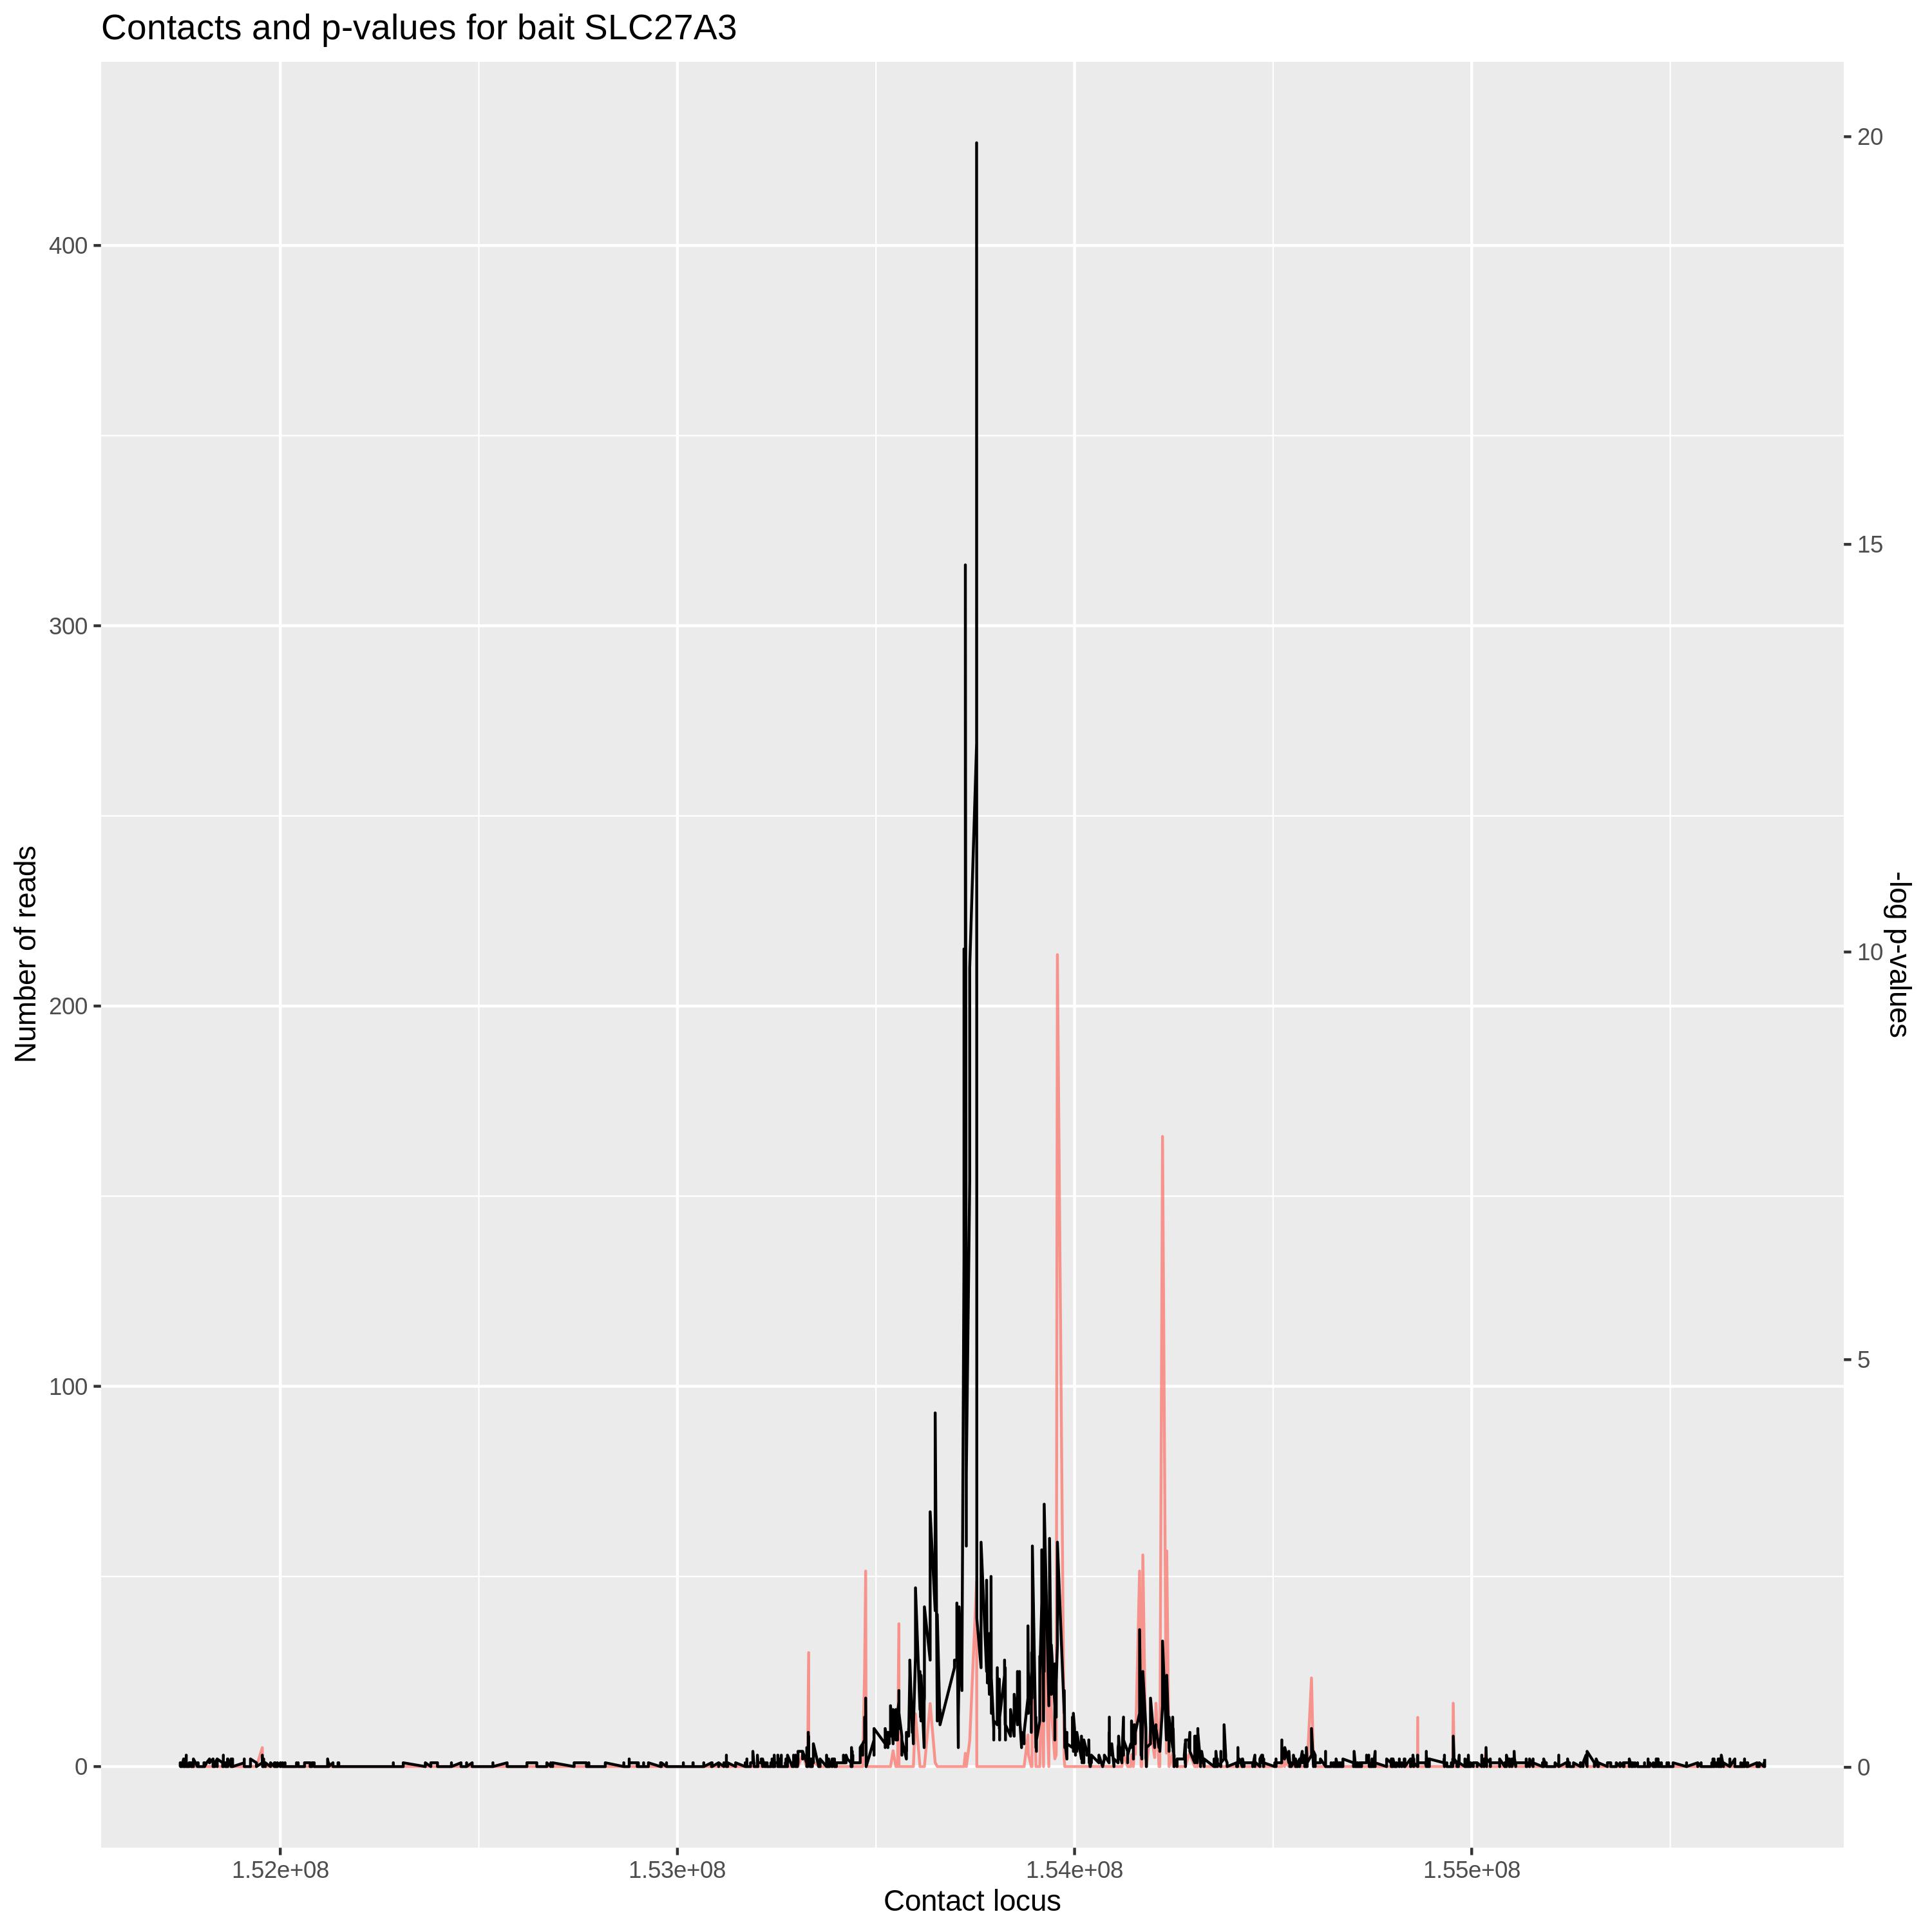 Contacts and p-values for bait SLC27A3
400
300
200
100
0
Number of reads
20
15
10
5
0
-log p-values
1.52e+08
1.53e+08
1.54e+08
1.55e+08
Contact locus